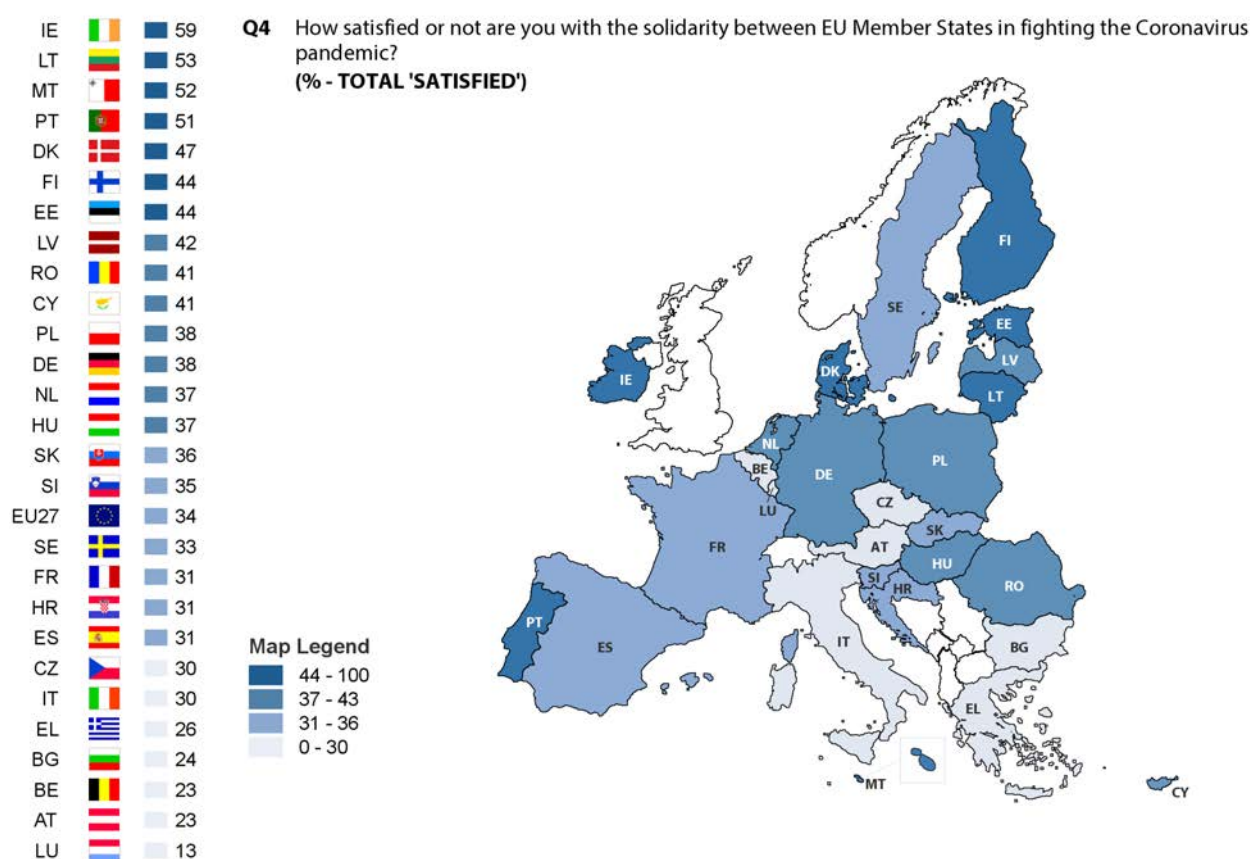 Q4 How satisfied or not are you with the solidarity between EU Member States in fighting the Coronavirus
pandemic?
(% - TOTAL 'SATISFIED')
IE 59
LT 53
MT 52
PT 51
DK 47
FI 44
EE 44
LV 42
RO 41
CY 41
PL 38
DE 38
NL 37
HU 37
SK 36
SI 35
EU27 34
SE 33
FR 31
HR 31
ES 31
CZ 30
IT 30
EL 26
BG 24
BE 23
AT 23
LU 13
Map Legend
44 - 100
37 - 43
31 - 36
0 - 30
FI
SE
EE
LV
DK
IE
LT
NL
PL
BE
DE
CZ
LU
SK
FR
AT
HU
SI
HR
RO
PT
ES
IT
BG
EL
MT
CY